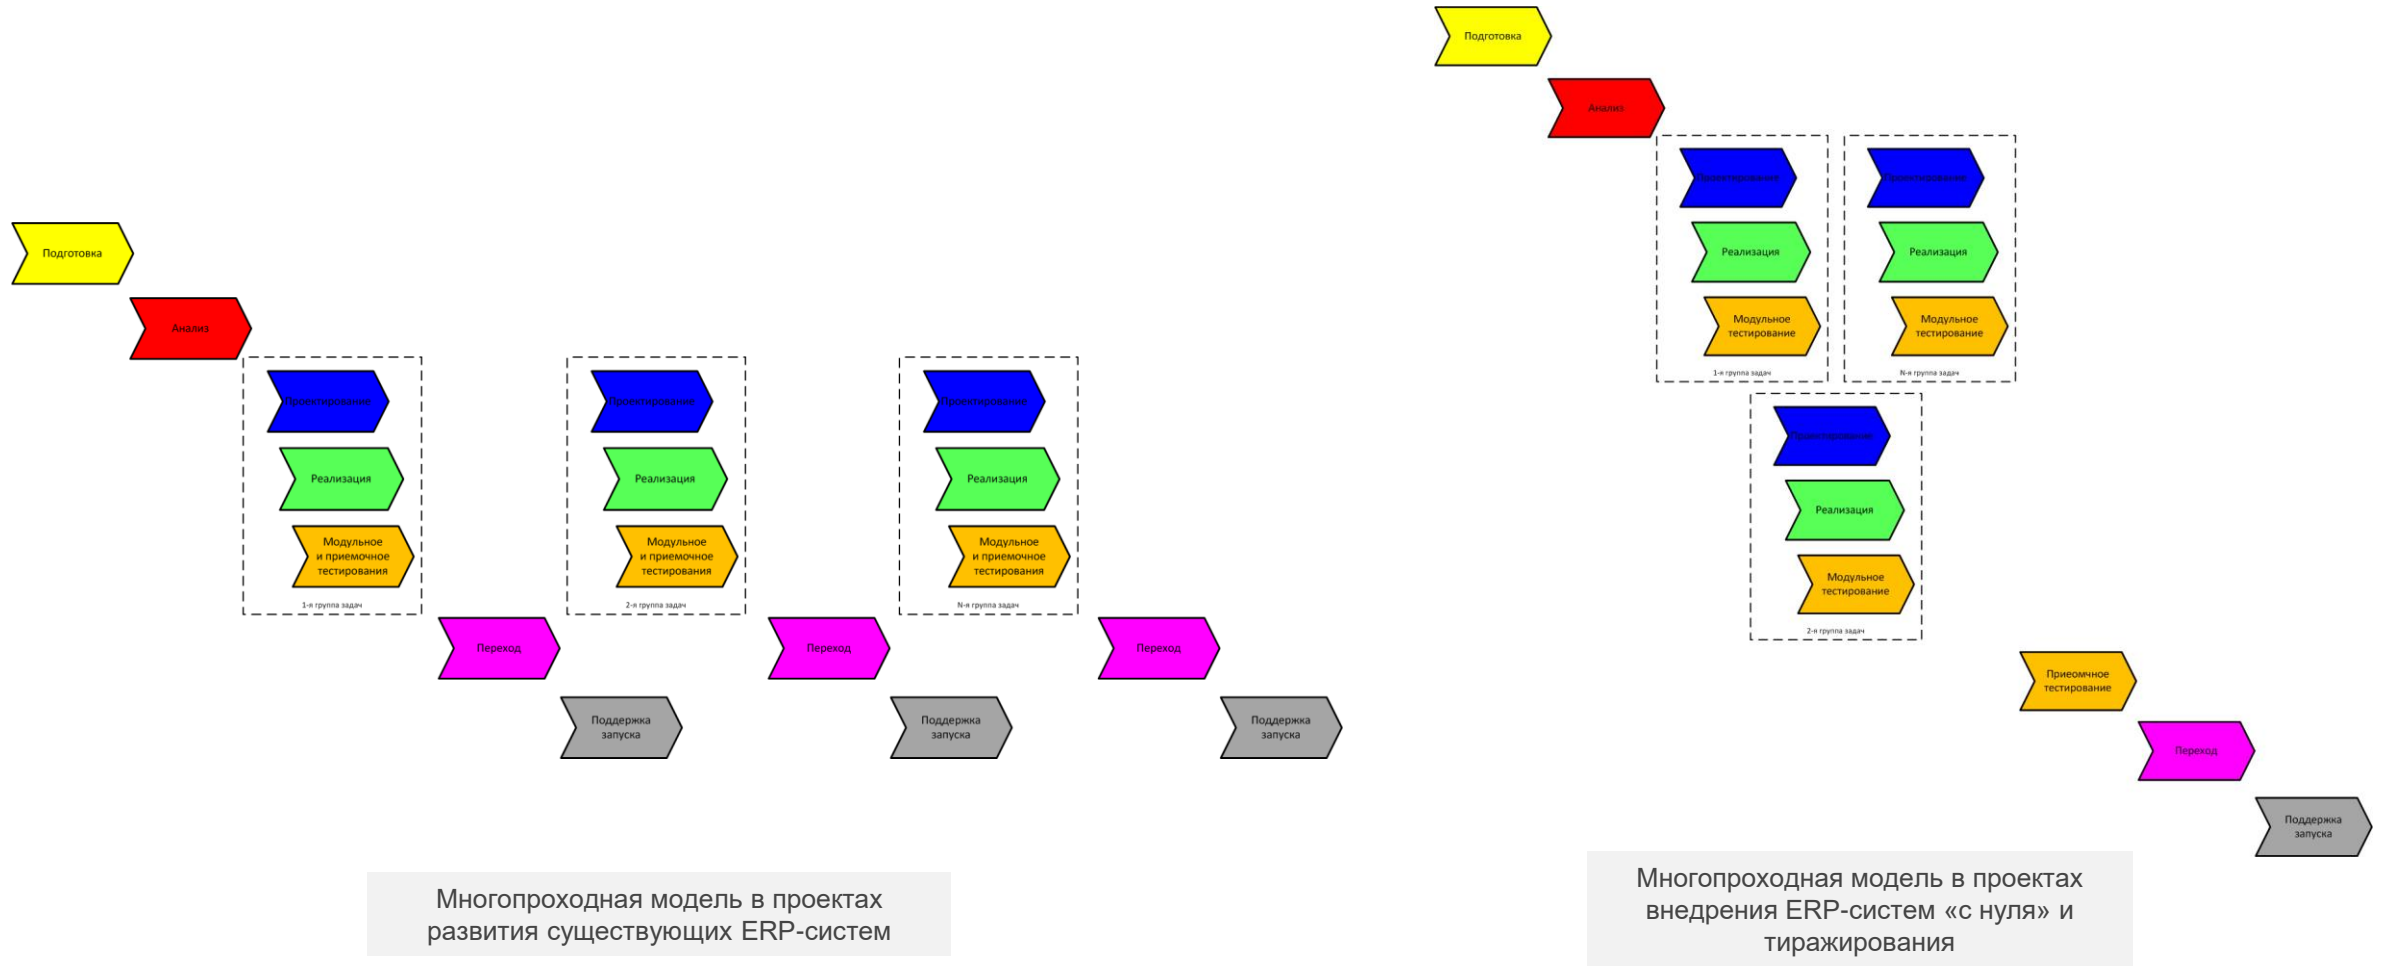 Подготовка
Анализ
Проектирование
Реализация
Модульное
и приемочное
тестирования
1-я группа задач
Переход
Поддержка
запуска
Проектирование
Реализация
Модульное
и приемочное
тестирования
2-я группа задач
Переход
Поддержка
запуска
Проектирование
Реализация
Модульное
и приемочное
тестирования
N-я группа задач
Переход
Поддержка
запуска
Многопроходная модель в проектах
развития существующих ERP-систем
Подготовка
Анализ
Проектирование
Реализация
Модульное
тестирование
1-я группа задач
Проектирование
Реализация
Модульное
тестирование
N-я группа задач
Проектирование
Реализация
Модульное
тестирование
2-я группа задач
Приеомчное
тестирование
Переход
Поддержка
запуска
Многопроходная модель в проектах
внедрения ERP-систем «с нуля» и
тиражирования